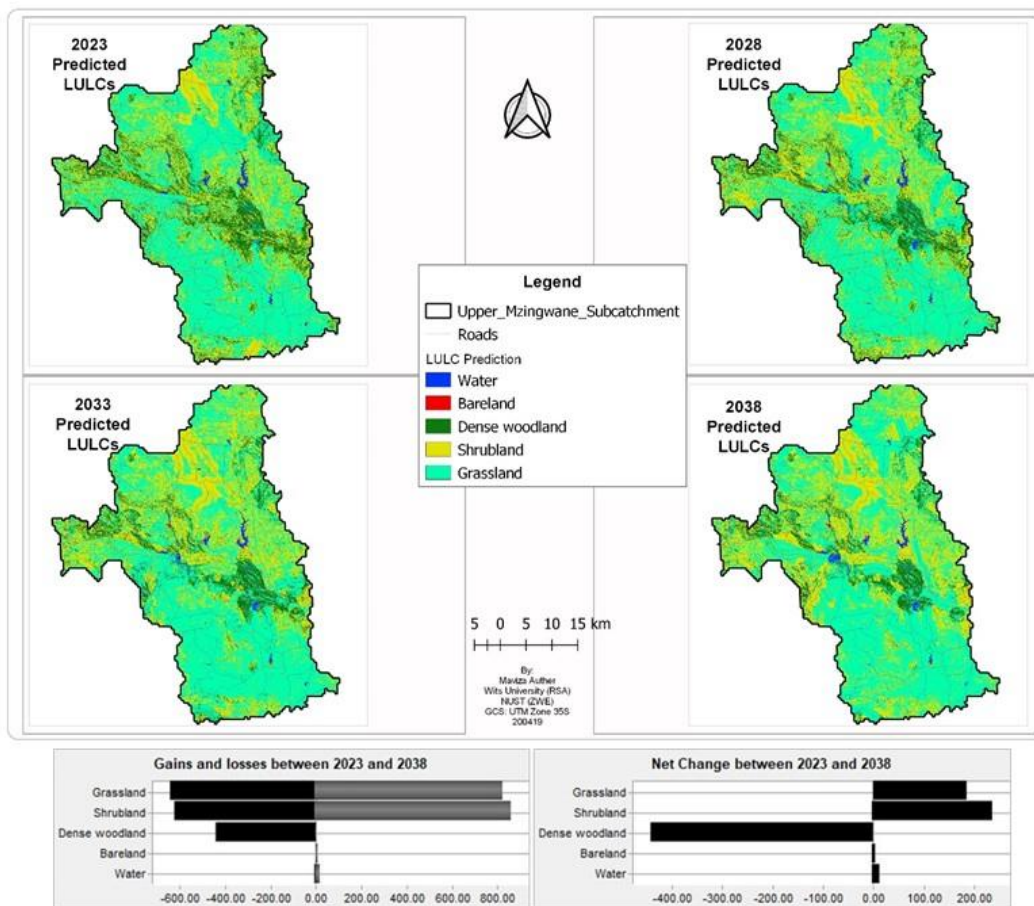 2023
Predicted
LULCs
2028
Predicted
LULCs
Legend
Upper_Mzingwane_Subcatchment
Roads
LULC Prediction
Water
Bareland
Dense woodland
Shrubland
Grassland
2033
Predicted
LULCs
2038
Predicted
LULCs
5 0 5 10 15 km
By:
Maviza Auther
Wits University (RSA)
NUST (ZWE)
GCS: UTM Zone 35S
200419
Gains and losses between 2023 and 2038
Grassland
Shrubland
Dense woodland
Bareland
Water
-600.00 -400.00 -200.00 0.00 200.00 400.00 600.00 800.00
Net Change between 2023 and 2038
Grassland
Shrubland
Dense woodland
Bareland
Water
-400.00 -300.00 -200.00 -100.00 0.00 100.00 200.00